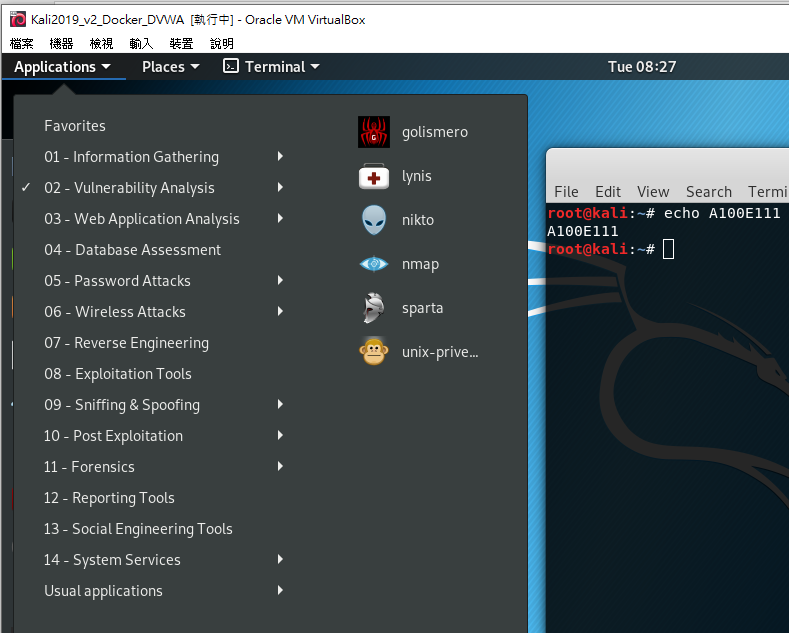 Kali2019_v2_Docker_DVWA [執行中] - Oracle VM VirtualBox
檔案 機器 檢視 輸入 裝置 說明
Applications Places Terminal Tue 08:27
Favorites
01 - Information Gathering
02 - Vulnerability Analysis
03 - Web Application Analysis
04 - Database Assessment
05 - Password Attacks
06 - Wireless Attacks
07 - Reverse Engineering
08 - Exploitation Tools
09 - Sniffing & Spoofing
10 - Post Exploitation
11 - Forensics
12 - Reporting Tools
13 - Social Engineering Tools
14 - System Services
Usual applications
golismero
lynis
nikto
nmap
sparta
unix-prive...
File Edit View Search Termi
root@kali:~# echo A100E111
A100E111
root@kali:~#